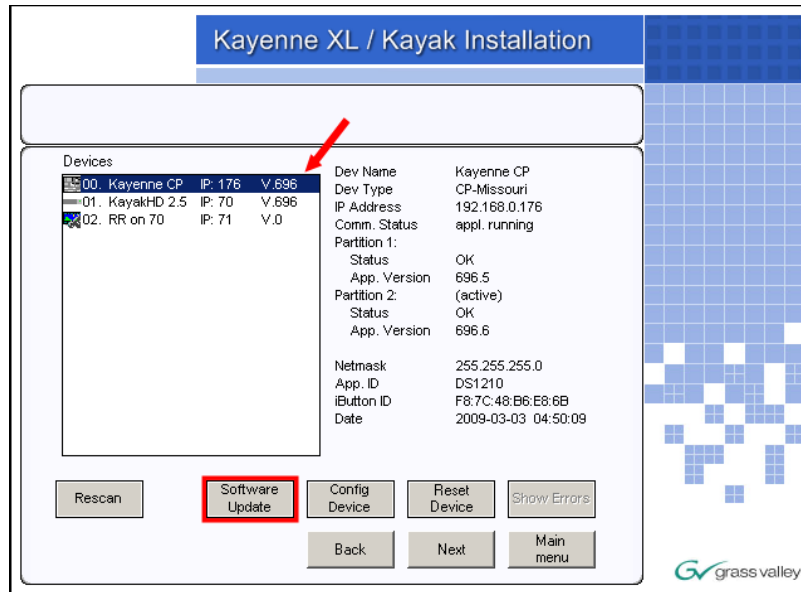 Kayenne XL / Kayak Installation
Devices
00. Kayenne CP IP: 176 V.696
01. KayakHD 2.5 IP: 70 V.696
02. RR on 70 IP: 71 V.0
Dev Name Kayenne CP
Dev Type CP-Missouri
IP Address 192.168.0.176
Comm. Status appl. running
Partition 1:
Status OK
App. Version 696.5
Partition 2: (active)
Status OK
App. Version 696.6
Netmask 255.255.255.0
App. ID DS1210
iButton ID F8:7C:48:B6:E8:6B
Date 2009-03-03 04:50:09
Rescan
Software
Update
Config
Device
Reset
Device
Show Errors
Back
Next
Main
menu
grass valley